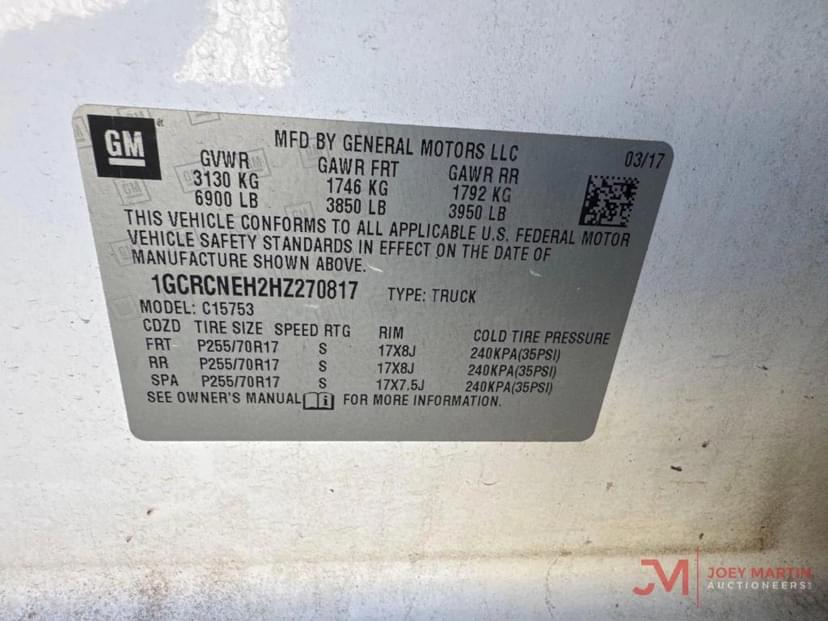 GM
MFD BY GENERAL MOTORS LLC
03/17
GVWR GAWR FRT GAWR RR
3130 KG 1746 KG 1792 KG
6900 LB 3850 LB 3950 LB
THIS VEHICLE CONFORMS TO ALL APPLICABLE U.S. FEDERAL MOTOR
VEHICLE SAFETY STANDARDS IN EFFECT ON THE DATE OF
MANUFACTURE SHOWN ABOVE.
1GCRCNEH2HZ270817 TYPE: TRUCK
MODEL: C15753
CDZD TIRE SIZE SPEED RTG RIM COLD TIRE PRESSURE
FRT P255/70R17 S 17X8J 240KPA(35PSI)
RR P255/70R17 S 17X8J 240KPA(35PSI)
SPA P255/70R17 S 17X7.5J 240KPA(35PSI)
SEE OWNER'S MANUAL FOR MORE INFORMATION.
JM JOEY MARTIN
AUCTIONEERS